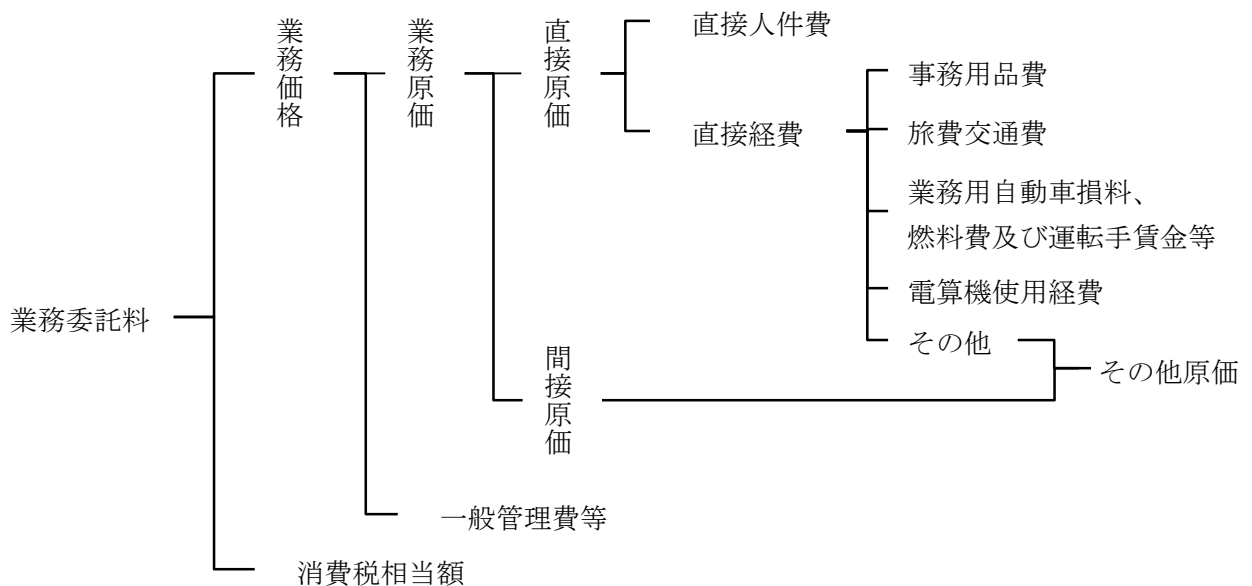 業務委託料
業務価格
業務原価
直接原価
直接人件費
直接経費
事務用品費
旅費交通費
業務用自動車損料、
燃料費及び運転手賃金等
電算機使用経費
その他
その他原価
間接原価
一般管理費等
消費税相当額